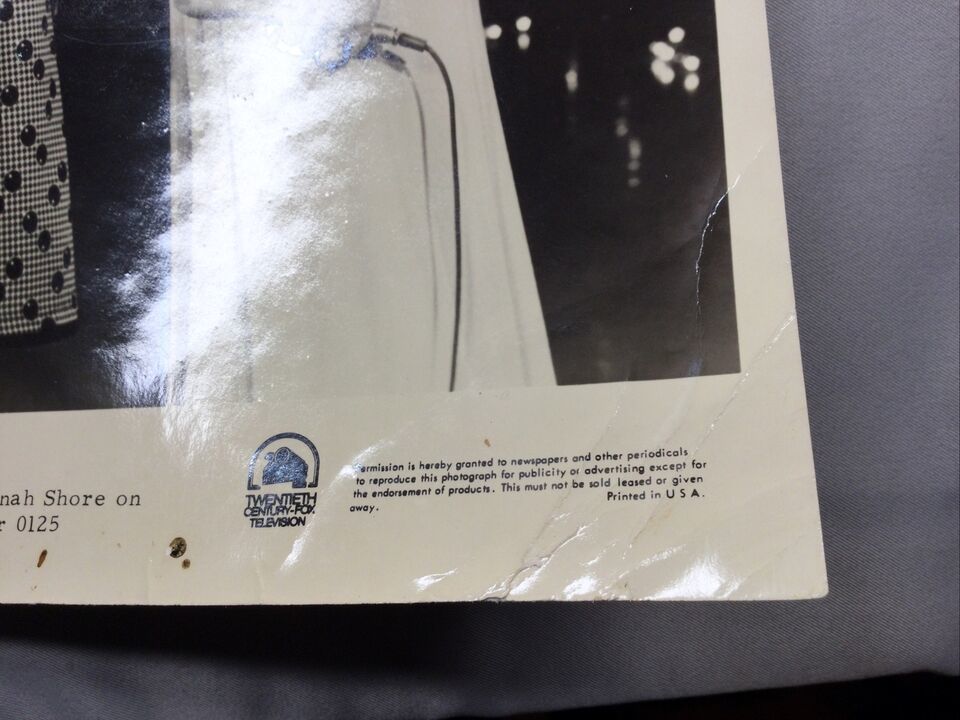 nah Shore on
r 0125
20
TWENTIETH
CENTURY-FOX
TELEVISION
Permission is hereby granted to newspapers and other periodicals
to reproduce this photograph for publicity or advertising except for
the endorsement of products. This must not be sold leased or given
away. Printed in U S A.